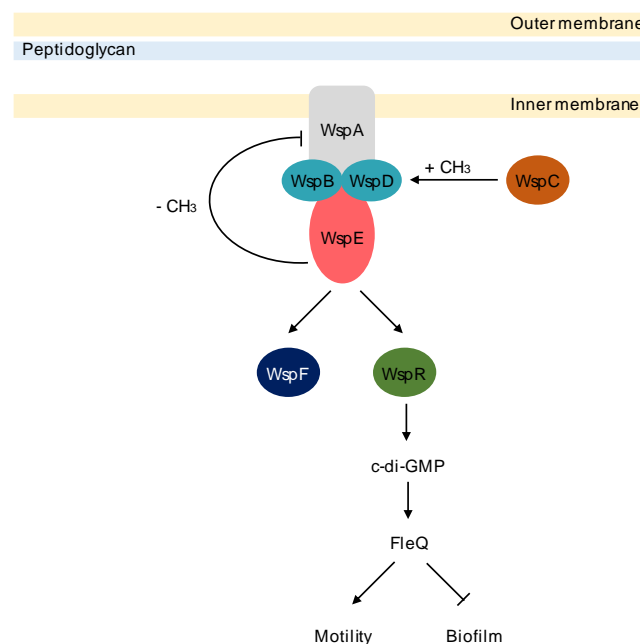 Outer membrane
Peptidoglycan
Inner membrane
WspA
+ CH3
WspB
WspD
WspC
- CH3
WspE
WspF
WspR
c-di-GMP
FleQ
Motility
Biofilm